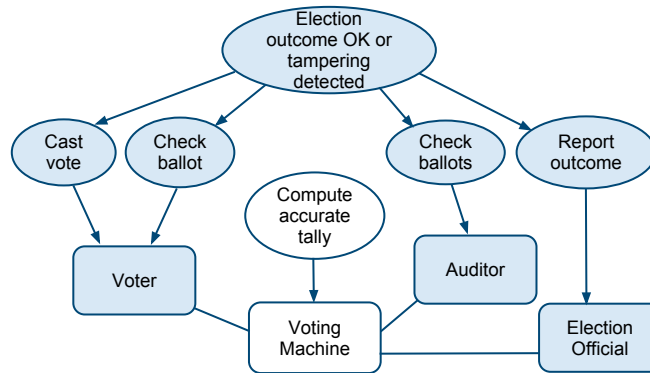 Election
outcome OK or
tampering
detected
Cast
vote
Check
ballot
Check
ballots
Report
outcome
Compute
accurate
tally
Voter
Auditor
Voting
Machine
Election
Official